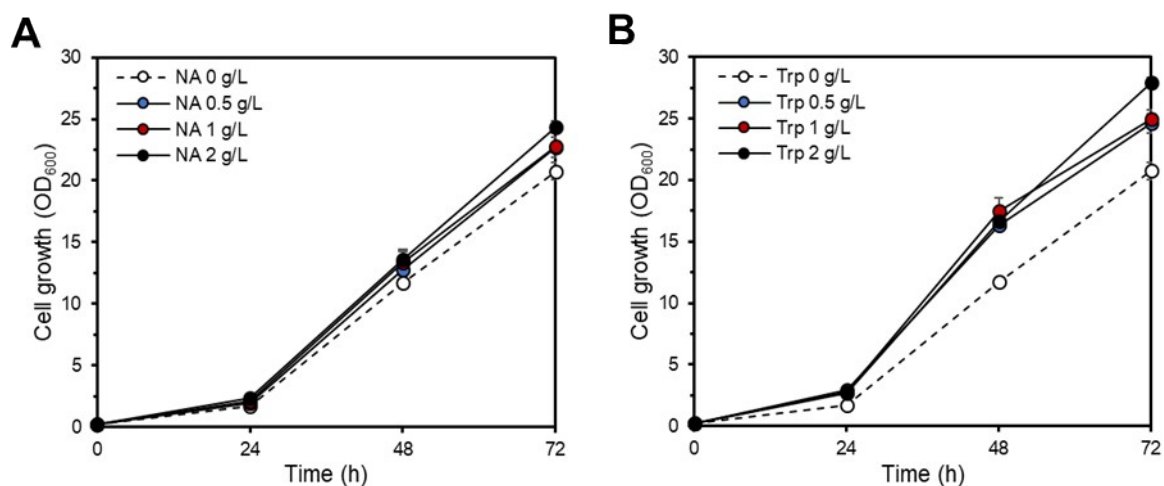 A
30
25
20
15
10
5
0
Cell growth (OD600)
NA 0 g/L
NA 0.5 g/L
NA 1 g/L
NA 2 g/L
0 24 48 72
Time (h)
B
30
25
20
15
10
5
0
Cell growth (OD600)
Trp 0 g/L
Trp 0.5 g/L
Trp 1 g/L
Trp 2 g/L
0 24 48 72
Time (h)